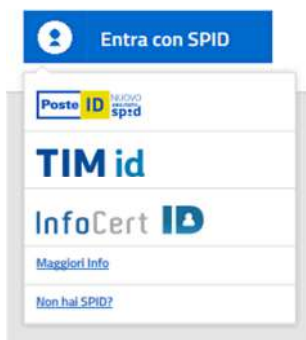 Entra con SPID
Poste ID NUOVO
spid
TIM id
InfoCert ID
Maggiori Info
Non hai SPID?